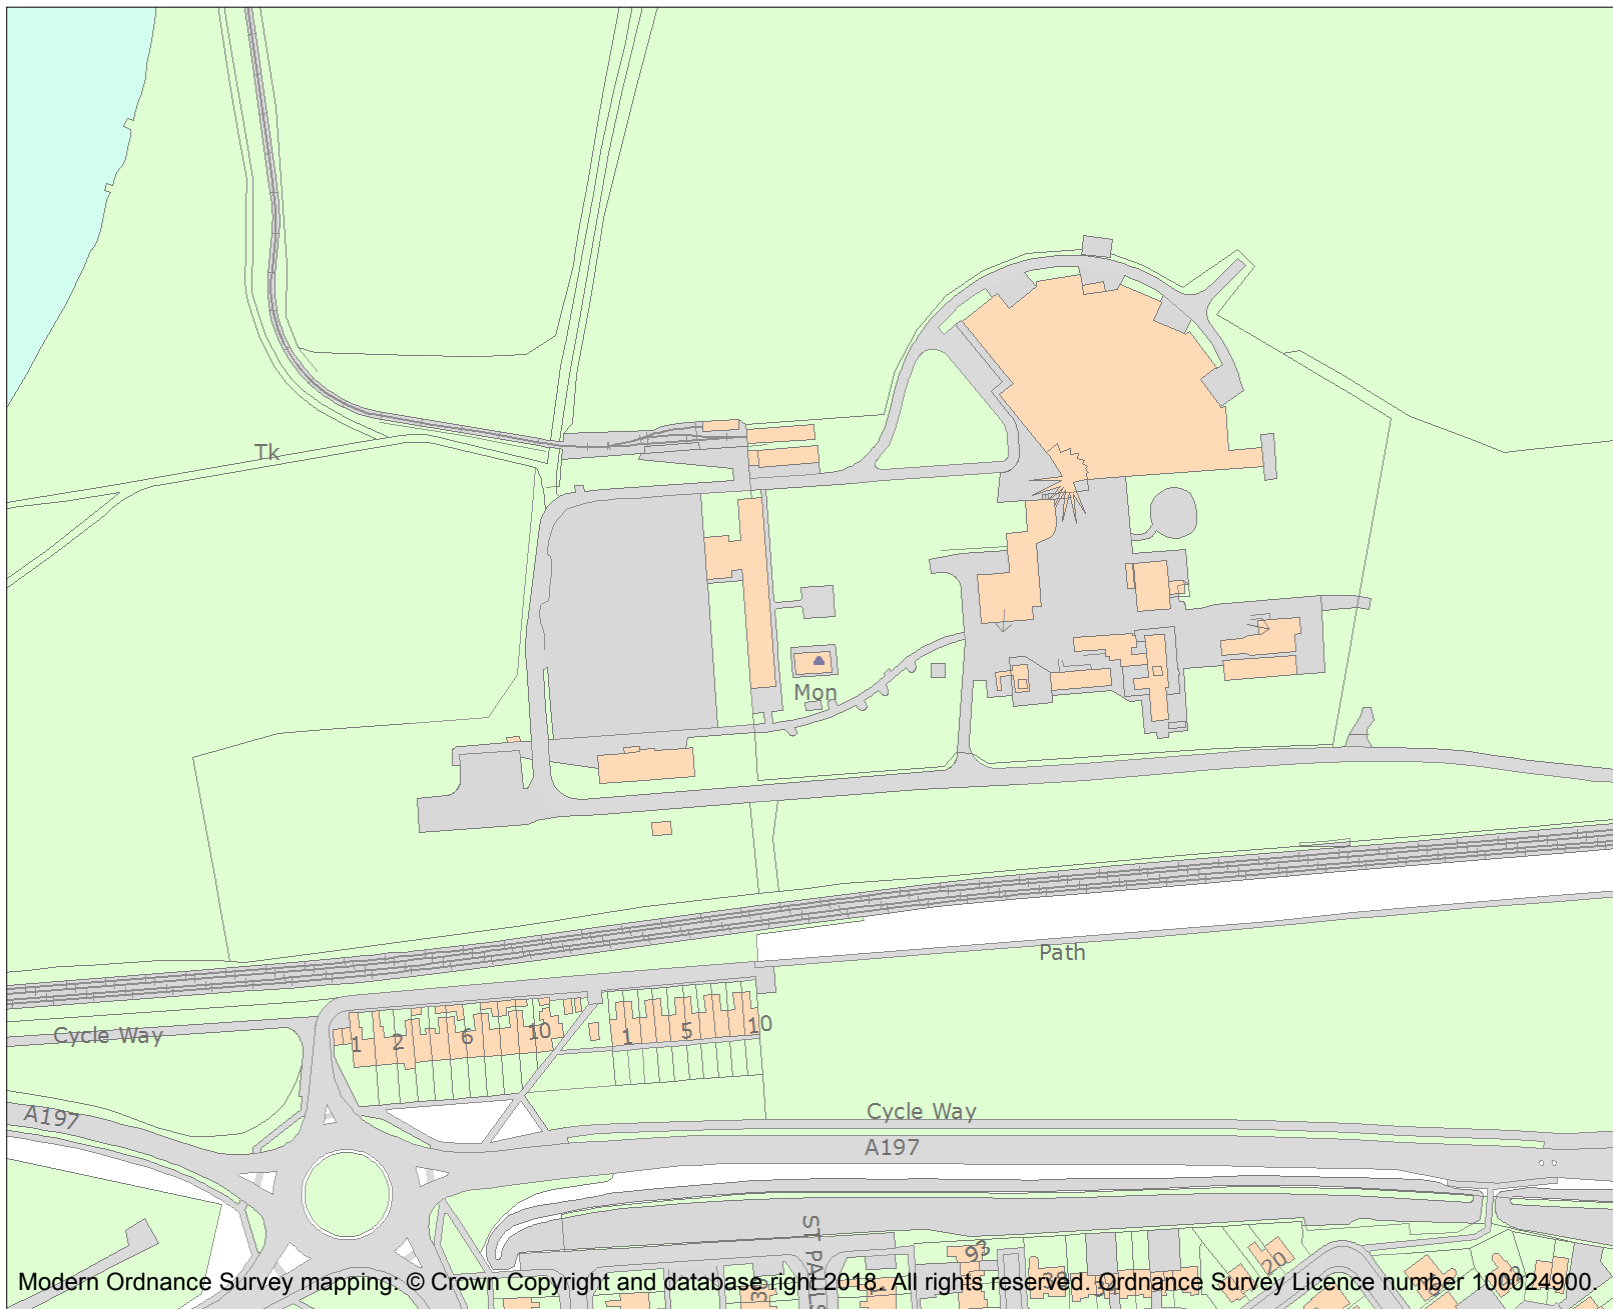 Tk
Mon
Path
Cycle Way
1 2 6 10 1 5 10
A197
Cycle Way
A197
ST PAUL'S
93
20
Modern Ordnance Survey mapping: © Crown Copyright and database right 2018. All rights reserved. Ordnance Survey Licence number 100024900.